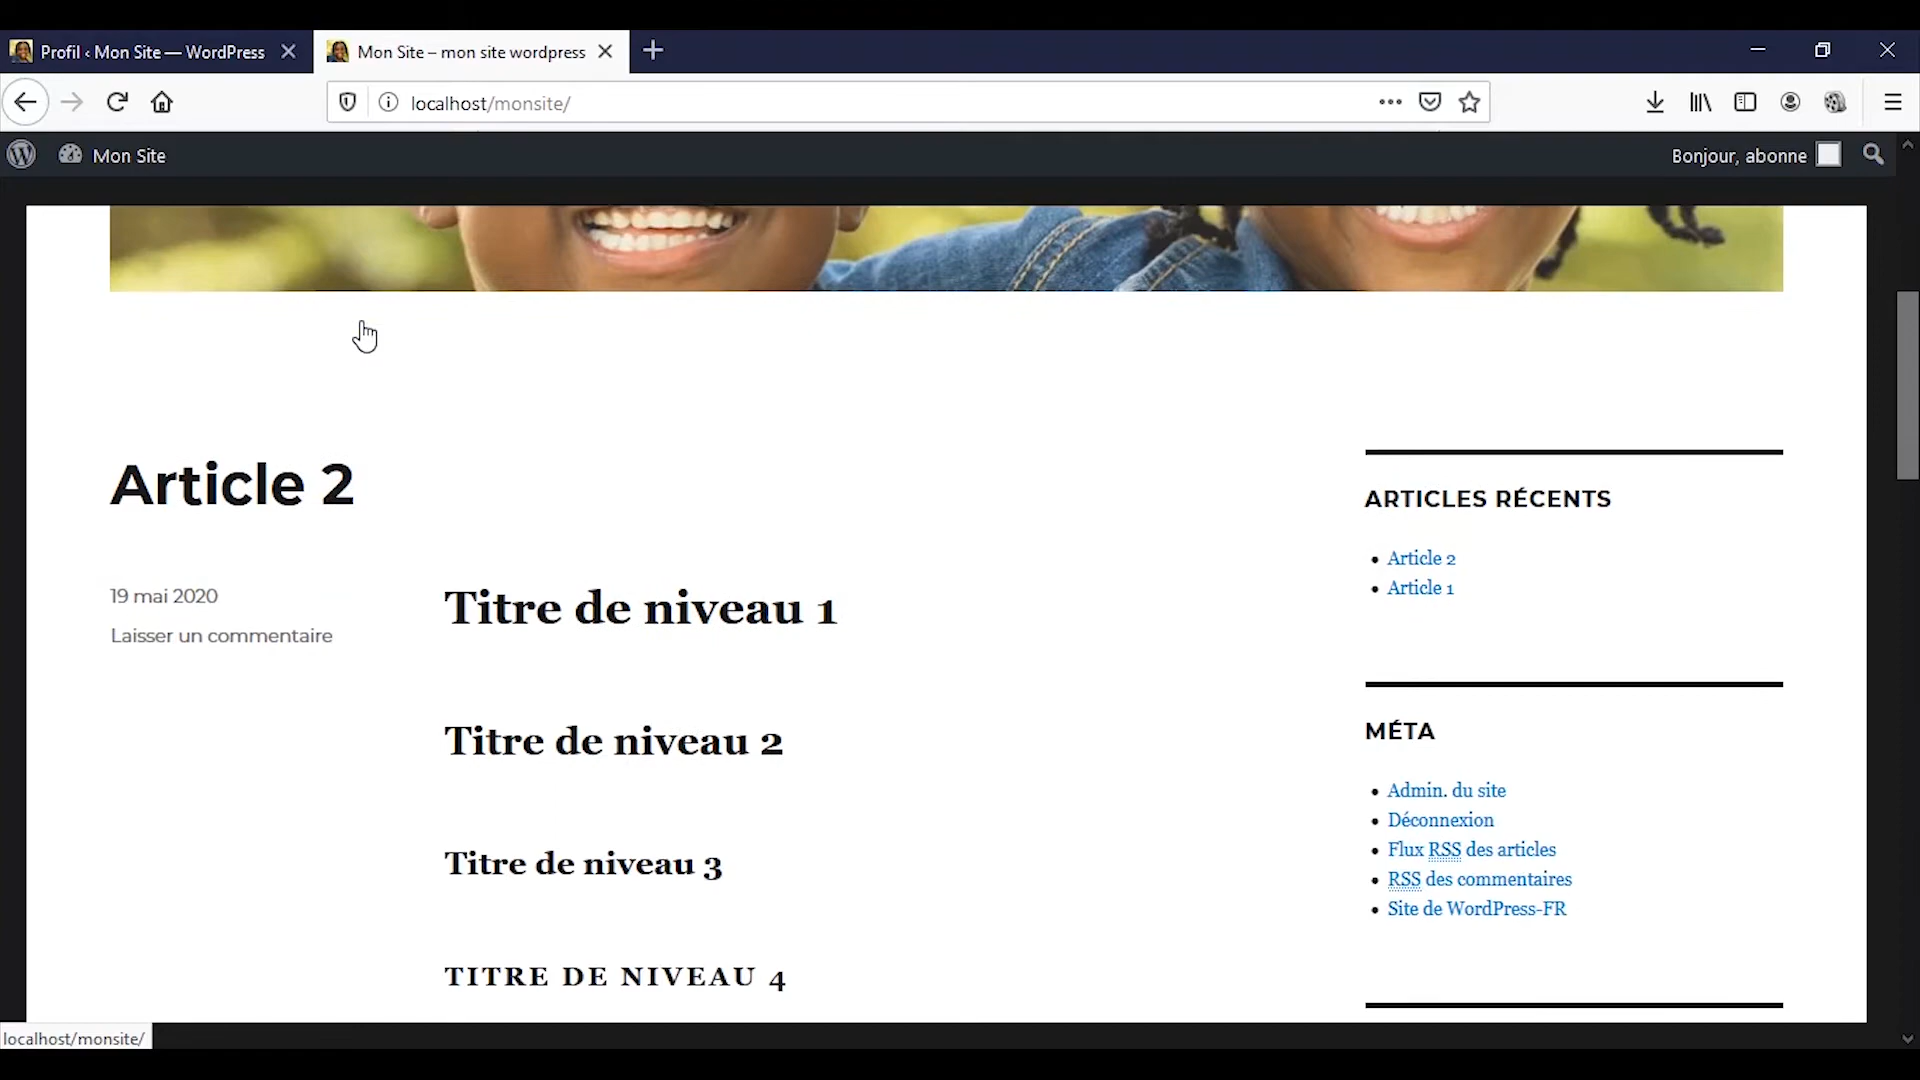 Profil ‹ Mon Site — WordPress
Mon Site – mon site wordpress
localhost/monsite/
Mon Site
Bonjour, abonne
Article 2
19 mai 2020
Laisser un commentaire
Titre de niveau 1
Titre de niveau 2
Titre de niveau 3
TITRE DE NIVEAU 4
ARTICLES RÉCENTS
Article 2
Article 1
MÉTA
Admin. du site
Déconnexion
Flux RSS des articles
RSS des commentaires
Site de WordPress-FR
localhost/monsite/